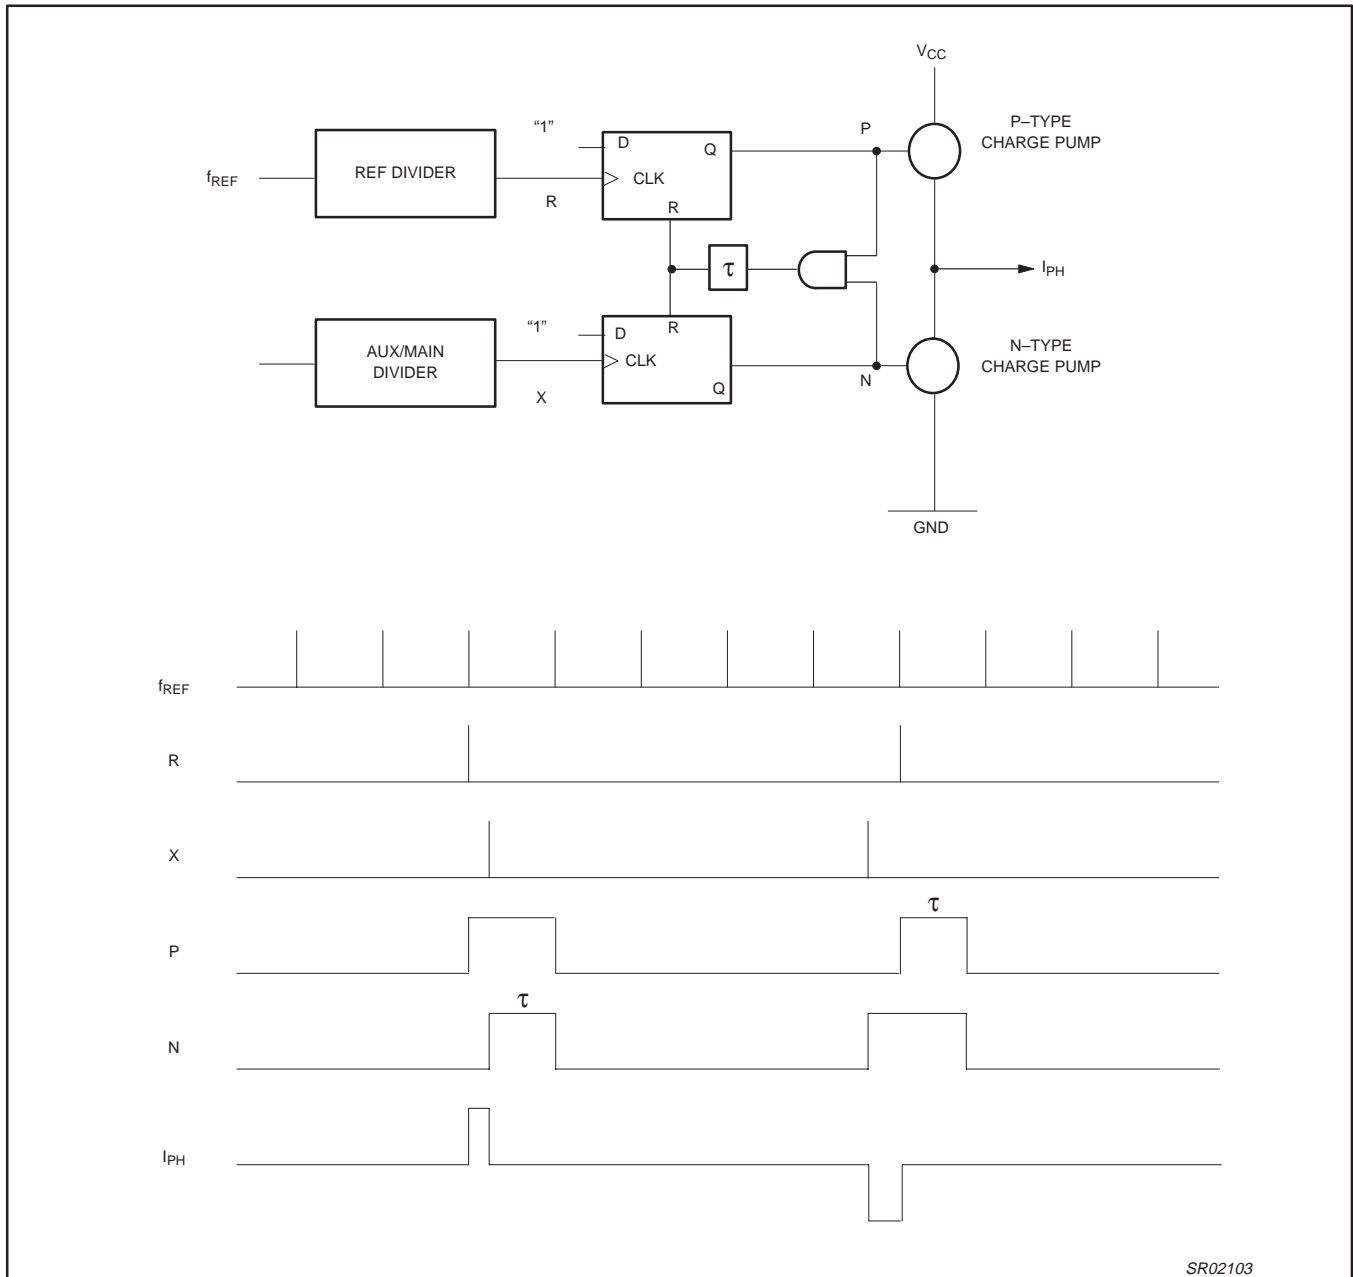 VCC
P–TYPE
CHARGE PUMP
“1”
D
Q
P
fREF
REF DIVIDER
CLK
R
R
τ
IPH
“1”
D
R
AUX/MAIN
DIVIDER
CLK
N–TYPE
CHARGE PUMP
X
Q
N
GND
fREF
R
X
τ
P
τ
N
IPH
SR02103